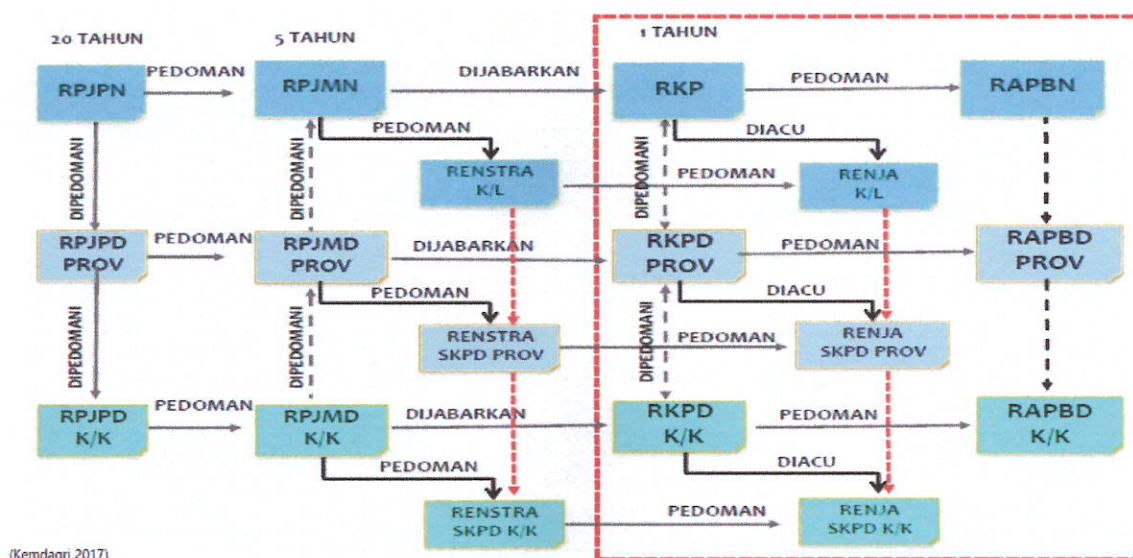 20 TAHUN
5 TAHUN
1 TAHUN
RPJPN
PEDOMAN
RPJMN
DIJABARKAN
RKP
PEDOMAN
RAPBN
DIPEDOMANI
DIPEDOMANI
PEDOMAN
RENSTRA
K/L
PEDOMAN
DIPEDOMANI
DIACU
RENJA
K/L
RPJPD
PROV
PEDOMAN
RPJMD
PROV
DIJABARKAN
RKPD
PROV
PEDOMAN
RAPBD
PROV
DIPEDOMANI
DIPEDOMANI
PEDOMAN
RENSTRA
SKPD PROV
PEDOMAN
DIPEDOMANI
DIACU
RENJA
SKPD PROV
RPJPD
K/K
PEDOMAN
RPJMD
K/K
DIJABARKAN
RKPD
K/K
PEDOMAN
RAPBD
K/K
PEDOMAN
RENSTRA
SKPD K/K
PEDOMAN
DIACU
RENJA
SKPD K/K
(Kemdagri 2017)